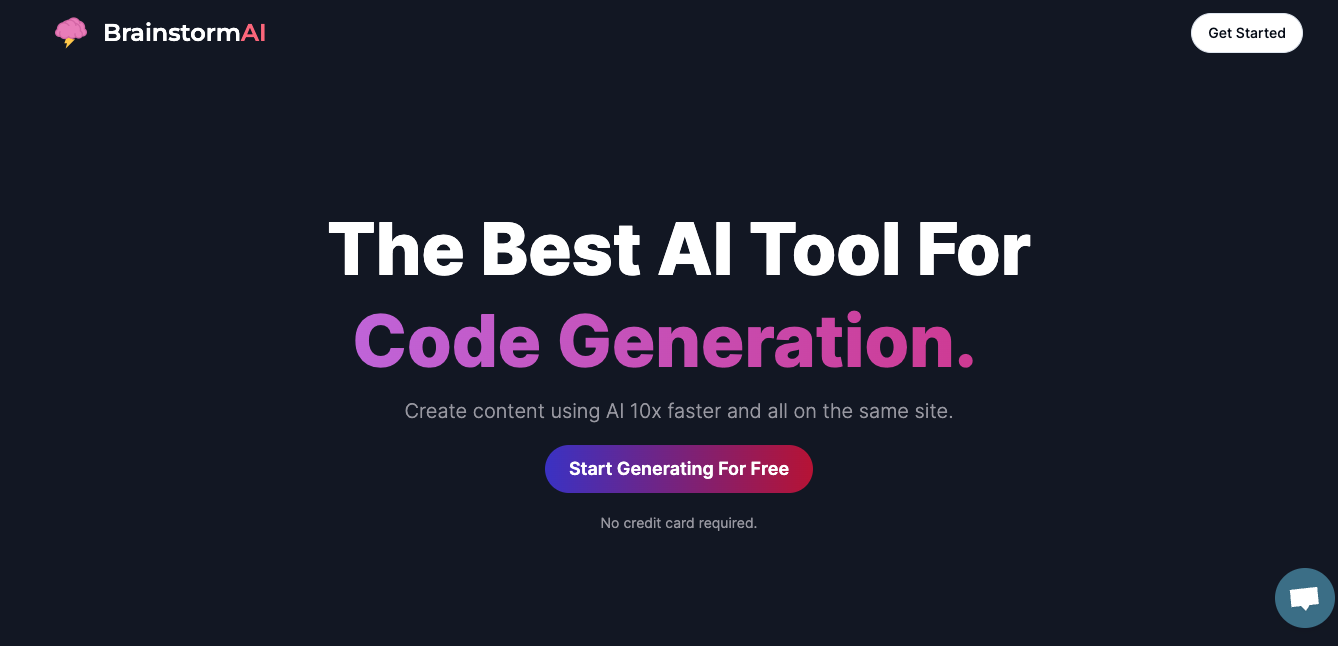 BrainstormAI
Get Started
The Best AI Tool For
Code Generation.
Create content using AI 10x faster and all on the same site.
Start Generating For Free
No credit card required.